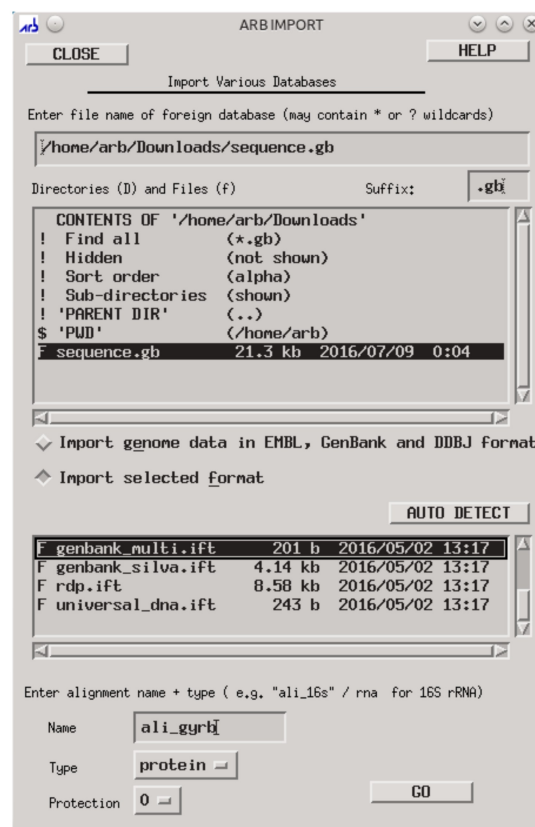 Arb ARB IMPORT
CLOSE HELP
Import Various Databases
Enter file name of foreign database (may contain * or ? wildcards)
/home/arb/Downloads/sequence.gb
Directories (D) and Files (f) Suffix: .gb
CONTENTS OF '/home/arb/Downloads'
! Find all (*.gb)
! Hidden (not shown)
! Sort order (alpha)
! Sub-directories (shown)
! 'PARENT DIR' (..)
$ 'PWD' (/home/arb)
F sequence.gb 21.3 kb 2016/07/09 0:04
Import genome data in EMBL, GenBank and DDBJ format
Import selected format
AUTO DETECT
F genbank_multi.ift 201 b 2016/05/02 13:17
F genbank_silva.ift 4.14 kb 2016/05/02 13:17
F rdp.ift 8.58 kb 2016/05/02 13:17
F universal_dna.ift 243 b 2016/05/02 13:17
Enter alignment name + type ( e.g. "ali_16s" / rna for 16S rRNA)
Name ali_gyrb
Type protein
Protection 0 GO